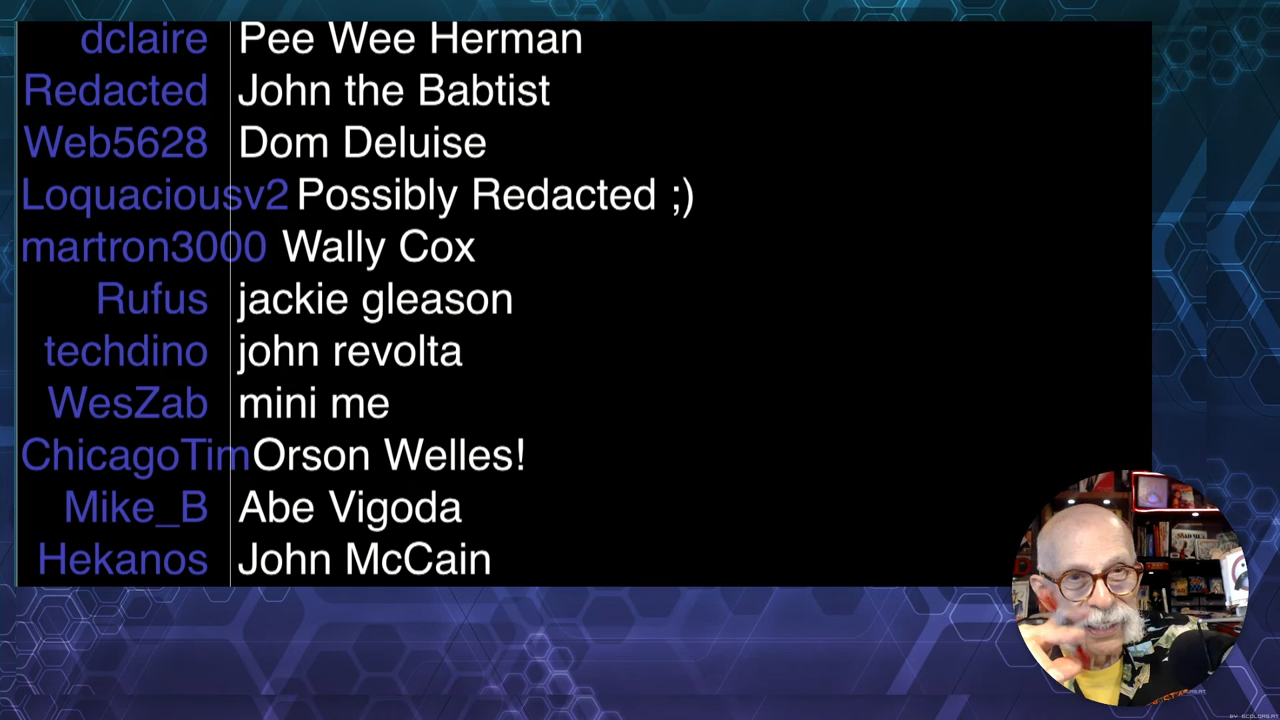 dclaire Pee Wee Herman
Redacted John the Babtist
Web5628 Dom Deluise
Loquaciousv2 Possibly Redacted ;)
martron3000 Wally Cox
Rufus jackie gleason
techdino john revolta
WesZab mini me
ChicagoTim Orson Welles!
Mike_B Abe Vigoda
Hekanos John McCain